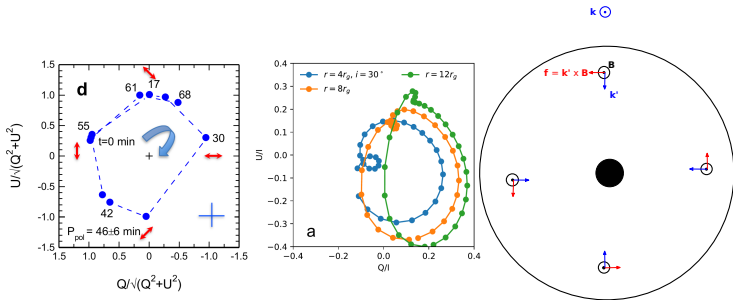 d
U/√(Q²+U²)
1.5
1.0
0.5
0
-0.5
-1.0
-1.5
61
17
68
55
t=0 min
30
42
P_pol = 46±6 min
1.5 1.0 0.5 0 -0.5 -1.0 -1.5
Q/√(Q²+U²)
U/I
0.4
0.3
0.2
0.1
0.0
−0.1
−0.2
−0.3
−0.4
r = 4r_g, i = 30°
r = 8r_g
r = 12r_g
a
−0.4 −0.2 0.0 0.2 0.4
Q/I
k
B
f = k' x B
k'